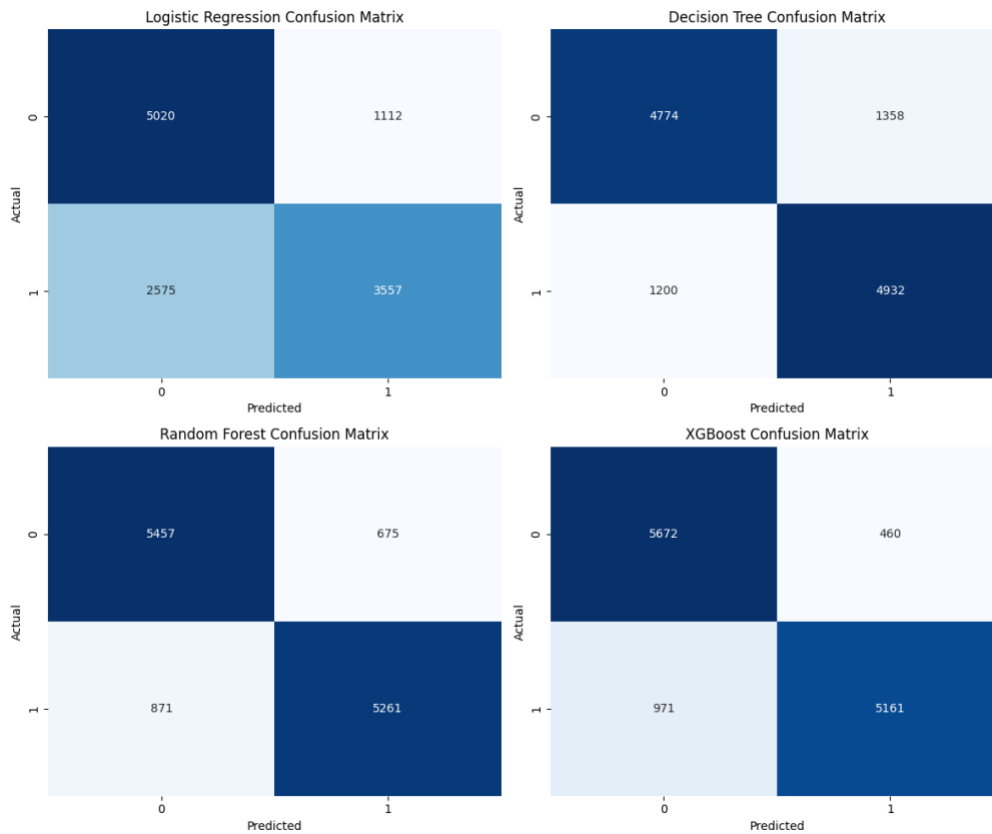 Logistic Regression Confusion Matrix
0
5020
1112
Actual
1
2575
3557
0
1
Predicted
Decision Tree Confusion Matrix
0
4774
1358
Actual
1
1200
4932
0
1
Predicted
Random Forest Confusion Matrix
0
5457
675
Actual
1
871
5261
0
1
Predicted
XGBoost Confusion Matrix
0
5672
460
Actual
1
971
5161
0
1
Predicted